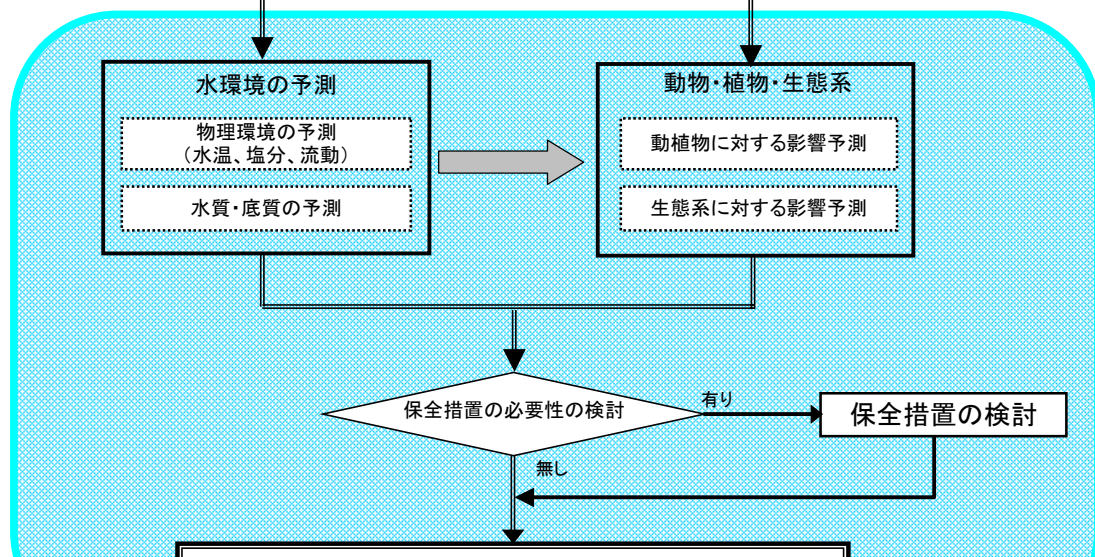 水環境の予測
物理環境の予測
（水温、塩分、流動）
水質・底質の予測
動物・植物・生態系
動植物に対する影響予測
生態系に対する影響予測
保全措置の必要性の検討
有り
保全措置の検討
無し